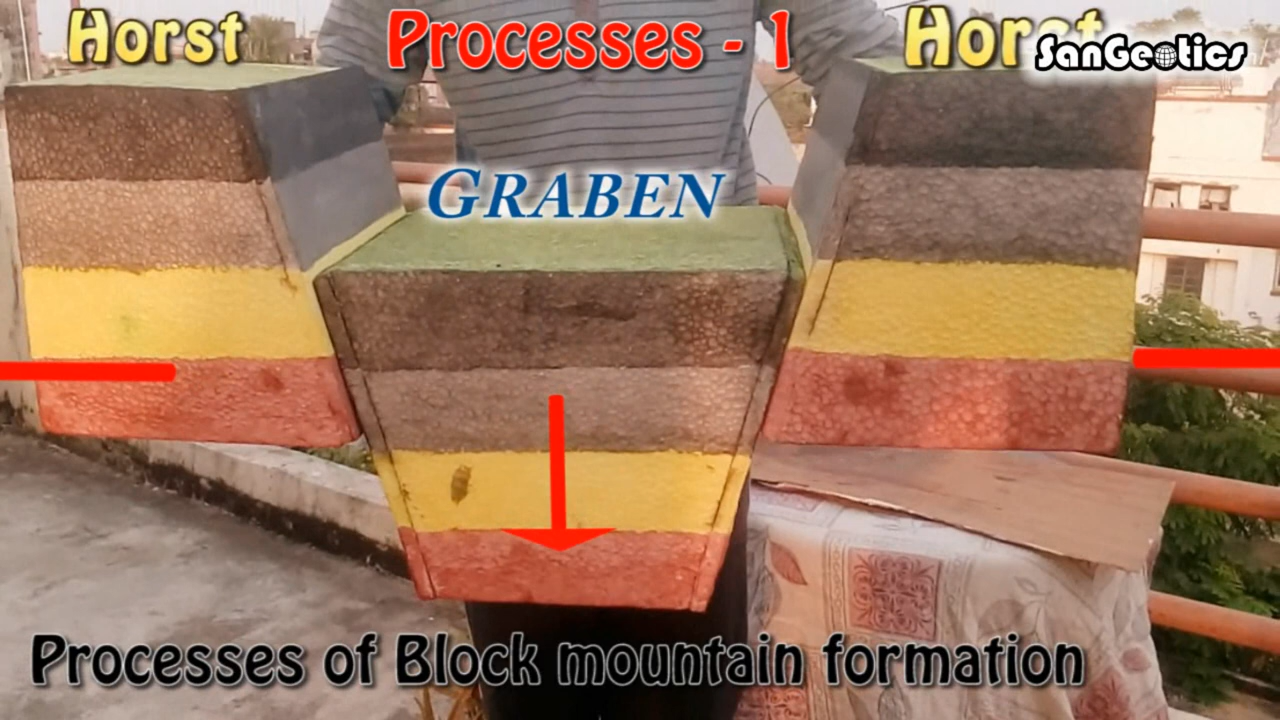 Horst
Processes - 1
Horst
SanGeotics
GRABEN
Processes of Block mountain formation